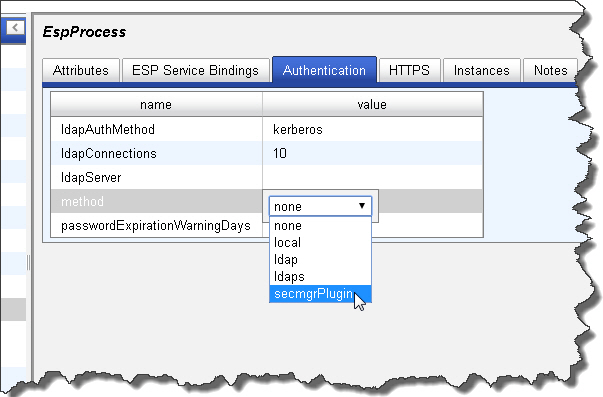 EspProcess
Attributes ESP Service Bindings Authentication HTTPS Instances Notes
name value
ldapAuthMethod kerberos
ldapConnections 10
ldapServer
method none
passwordExpirationWarningDays none
local
ldap
ldaps
secmgrPlugin